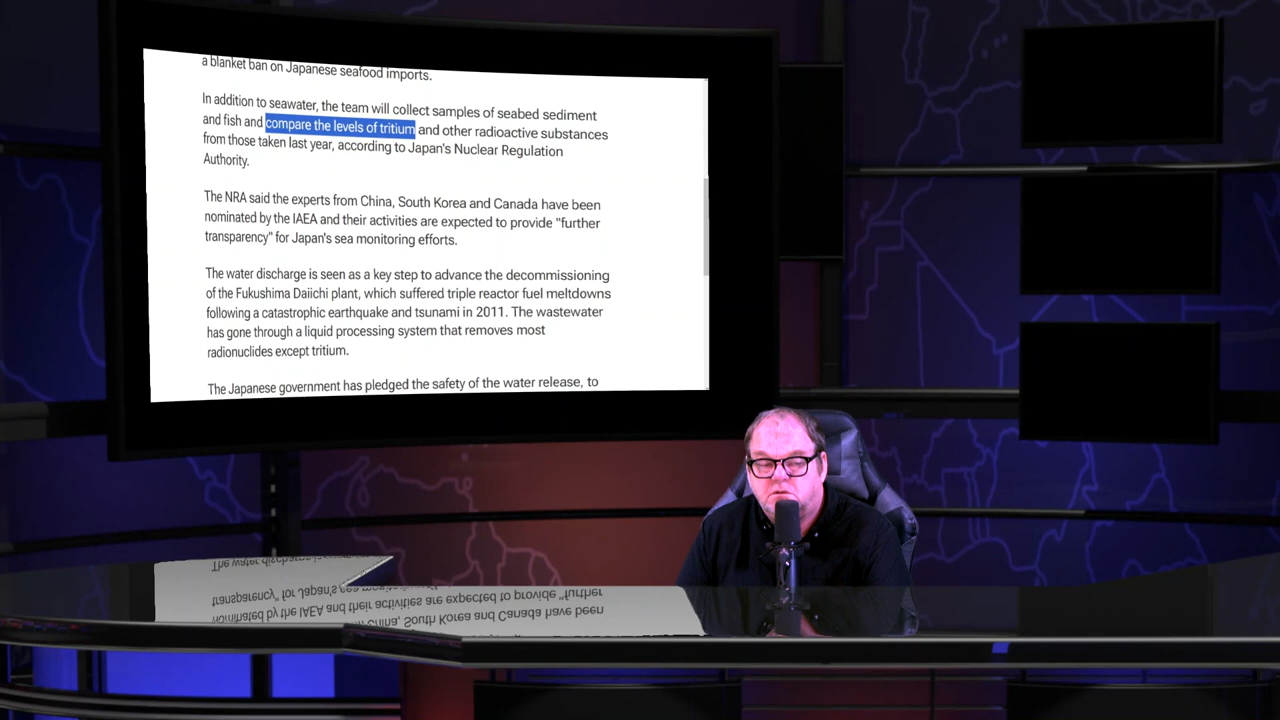 a blanket ban on Japanese seafood imports.
In addition to seawater, the team will collect samples of seabed sediment
and fish and compare the levels of tritium and other radioactive substances
from those taken last year, according to Japan's Nuclear Regulation
Authority.
The NRA said the experts from China, South Korea and Canada have been
nominated by the IAEA and their activities are expected to provide "further
transparency" for Japan's sea monitoring efforts.
The water discharge is seen as a key step to advance the decommissioning
of the Fukushima Daiichi plant, which suffered triple reactor fuel meltdowns
following a catastrophic earthquake and tsunami in 2011. The wastewater
has gone through a liquid processing system that removes most
radionuclides except tritium.
The Japanese government has pledged the safety of the water release, to